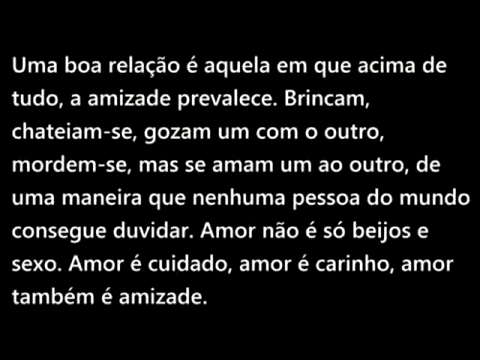 Uma boa relação é aquela em que acima de
tudo, a amizade prevalece. Brincam,
chateiam-se, gozam um com o outro,
mordem-se, mas se amam um ao outro, de
uma maneira que nenhuma pessoa do mundo
consegue duvidar. Amor não é só beijos e
sexo. Amor é cuidado, amor é carinho, amor
também é amizade.